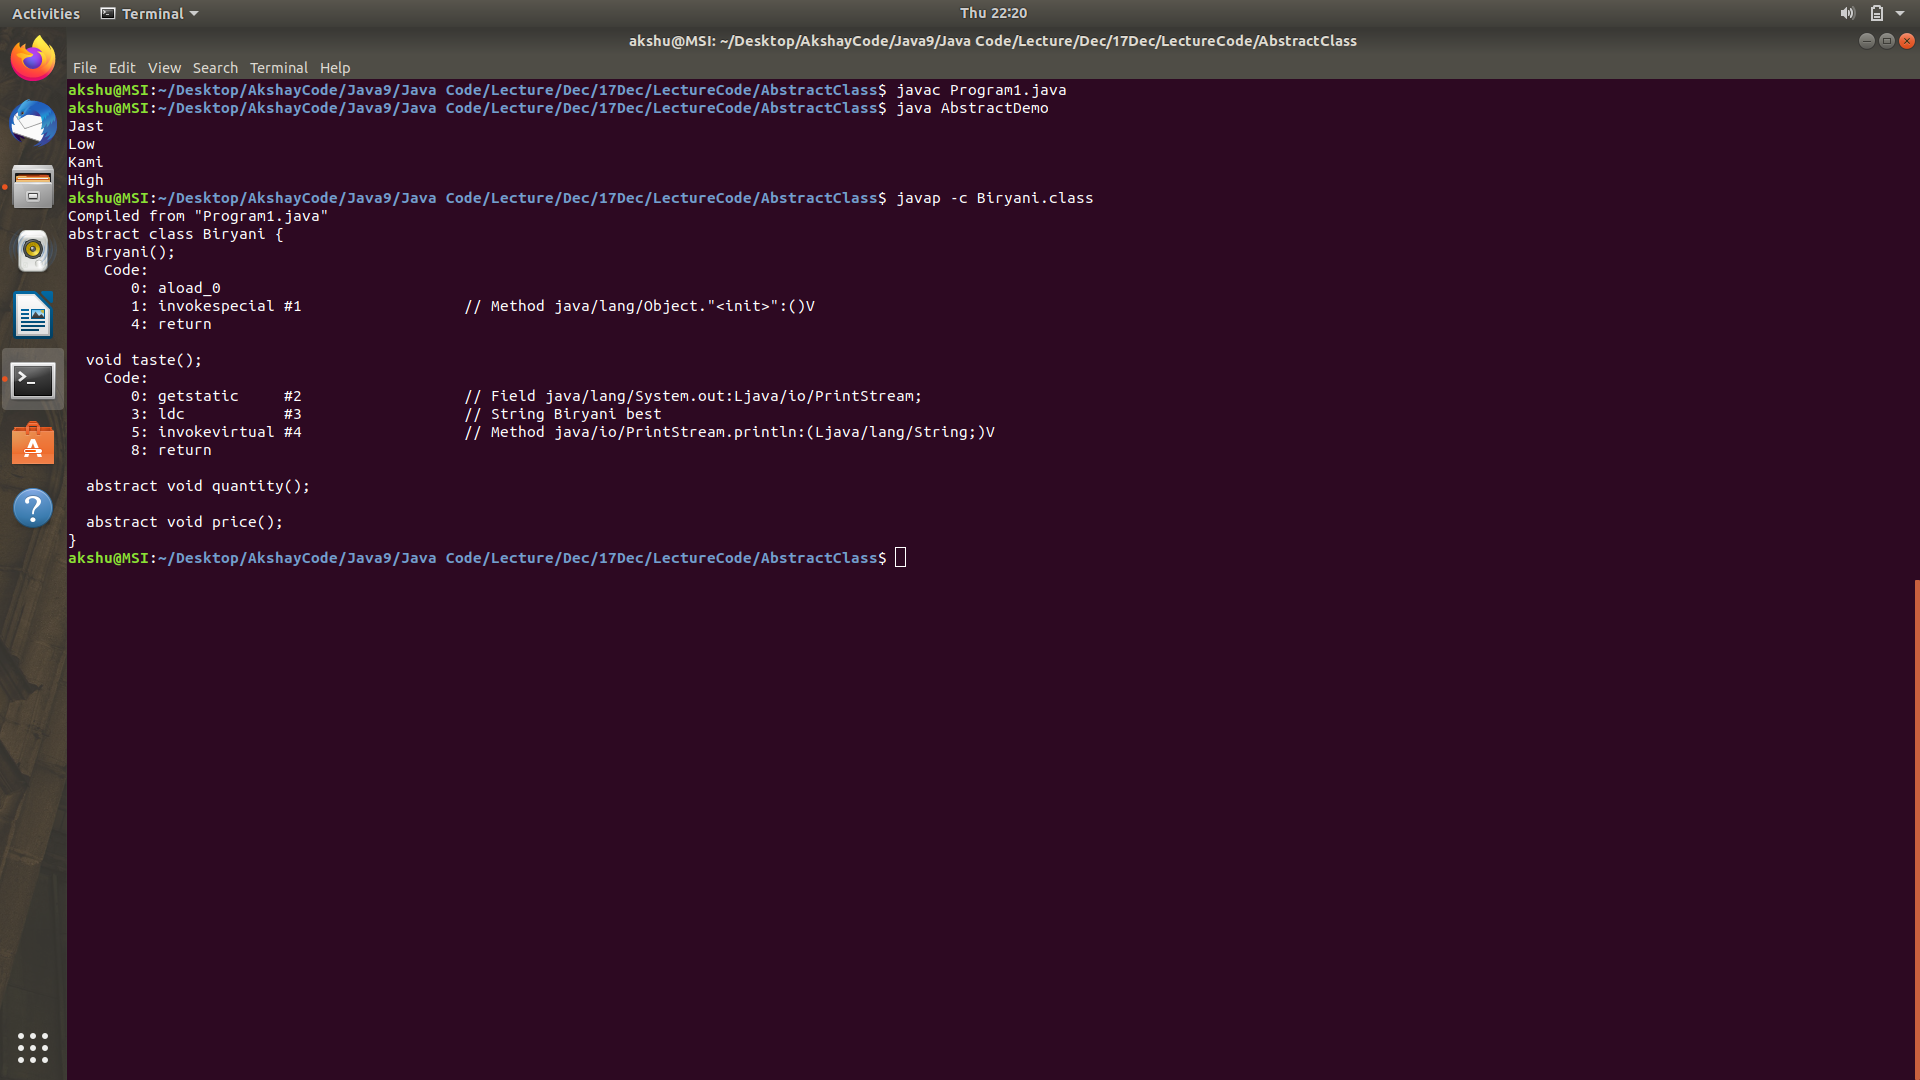 Activities Terminal Thu 22:20
akshu@MSI: ~/Desktop/AkshayCode/Java9/Java Code/Lecture/Dec/17Dec/LectureCode/AbstractClass
File Edit View Search Terminal Help
akshu@MSI:~/Desktop/AkshayCode/Java9/Java Code/Lecture/Dec/17Dec/LectureCode/AbstractClass$ javac Program1.java
akshu@MSI:~/Desktop/AkshayCode/Java9/Java Code/Lecture/Dec/17Dec/LectureCode/AbstractClass$ java AbstractDemo
Jast
Low
Kami
High
akshu@MSI:~/Desktop/AkshayCode/Java9/Java Code/Lecture/Dec/17Dec/LectureCode/AbstractClass$ javap -c Biryani.class
Compiled from "Program1.java"
abstract class Biryani {
  Biryani();
    Code:
       0: aload_0
       1: invokespecial #1                  // Method java/lang/Object."<init>":()V
       4: return
  void taste();
    Code:
       0: getstatic     #2                  // Field java/lang/System.out:Ljava/io/PrintStream;
       3: ldc           #3                  // String Biryani best
       5: invokevirtual #4                  // Method java/io/PrintStream.println:(Ljava/lang/String;)V
       8: return
  abstract void quantity();
  abstract void price();
}
akshu@MSI:~/Desktop/AkshayCode/Java9/Java Code/Lecture/Dec/17Dec/LectureCode/AbstractClass$